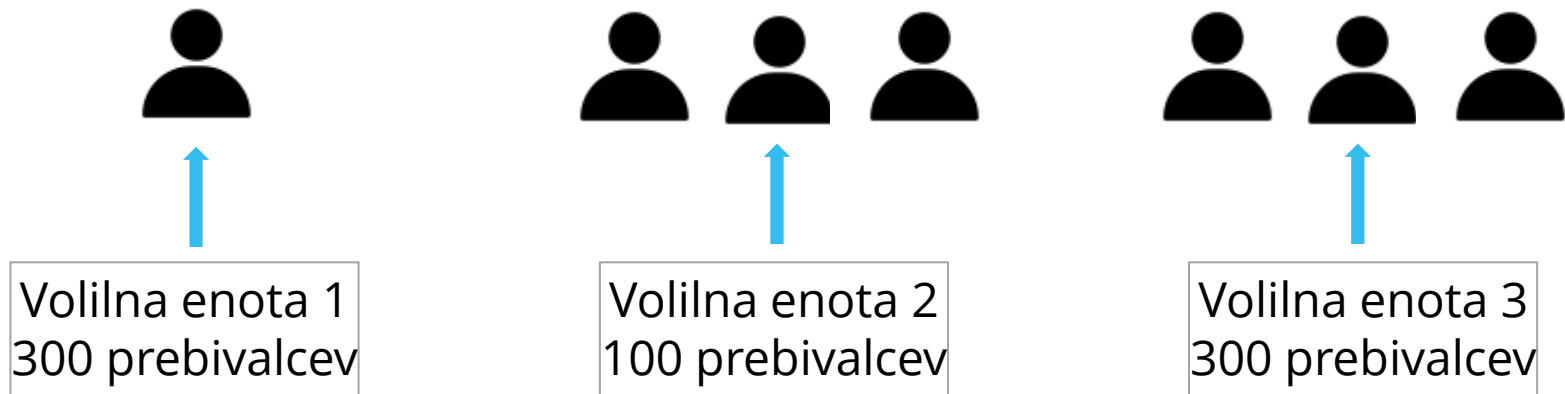 Volilna enota 1
300 prebivalcev
Volilna enota 2
100 prebivalcev
Volilna enota 3
300 prebivalcev